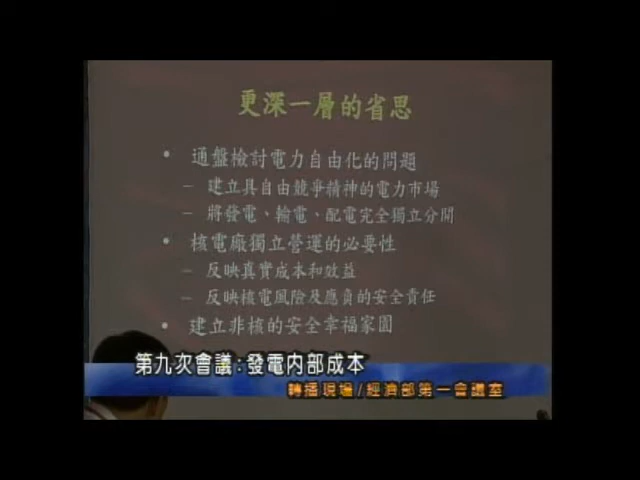 更深一層的省思
• 通盤檢討電力自由化的問題
– 建立具自由競爭精神的電力市場
– 將發電、輸電、配電完全獨立分開
• 核電廠獨立營運的必要性
– 反映真實成本和效益
– 反映核電風險及應負的安全責任
• 建立非核的安全幸福家園
第九次會議:發電內部成本
轉播現場/經濟部第一會議室